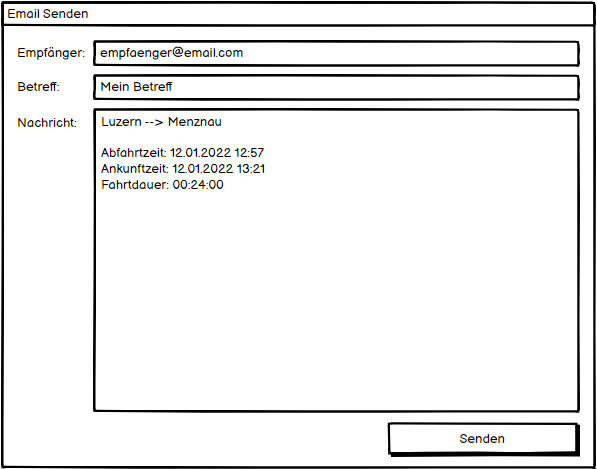 Email Senden
Empfänger: empfaenger@email.com
Betreff: Mein Betreff
Nachricht: Luzern --> Menznau
Abfahrtzeit: 12.01.2022 12:57
Ankunftzeit: 12.01.2022 13:21
Fahrtdauer: 00:24:00
Senden